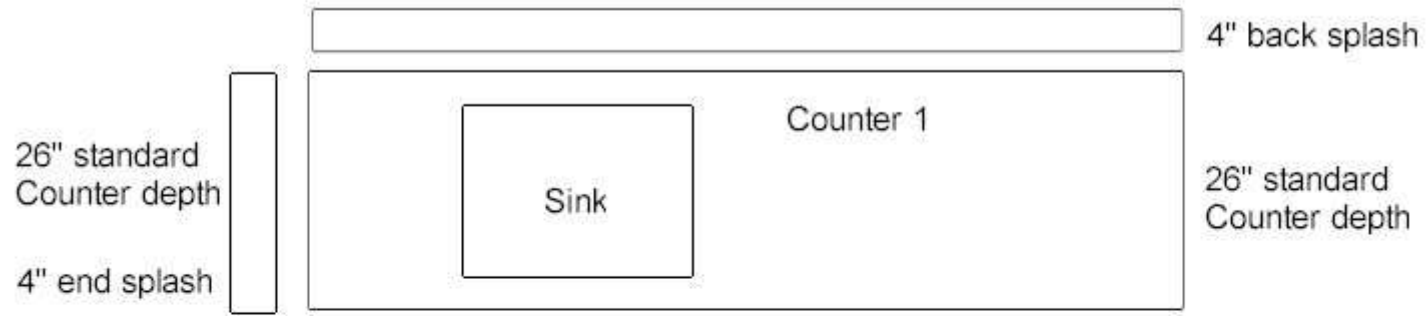 4" back splash
Counter 1
26" standard
Counter depth
Sink
26" standard
Counter depth
4" end splash